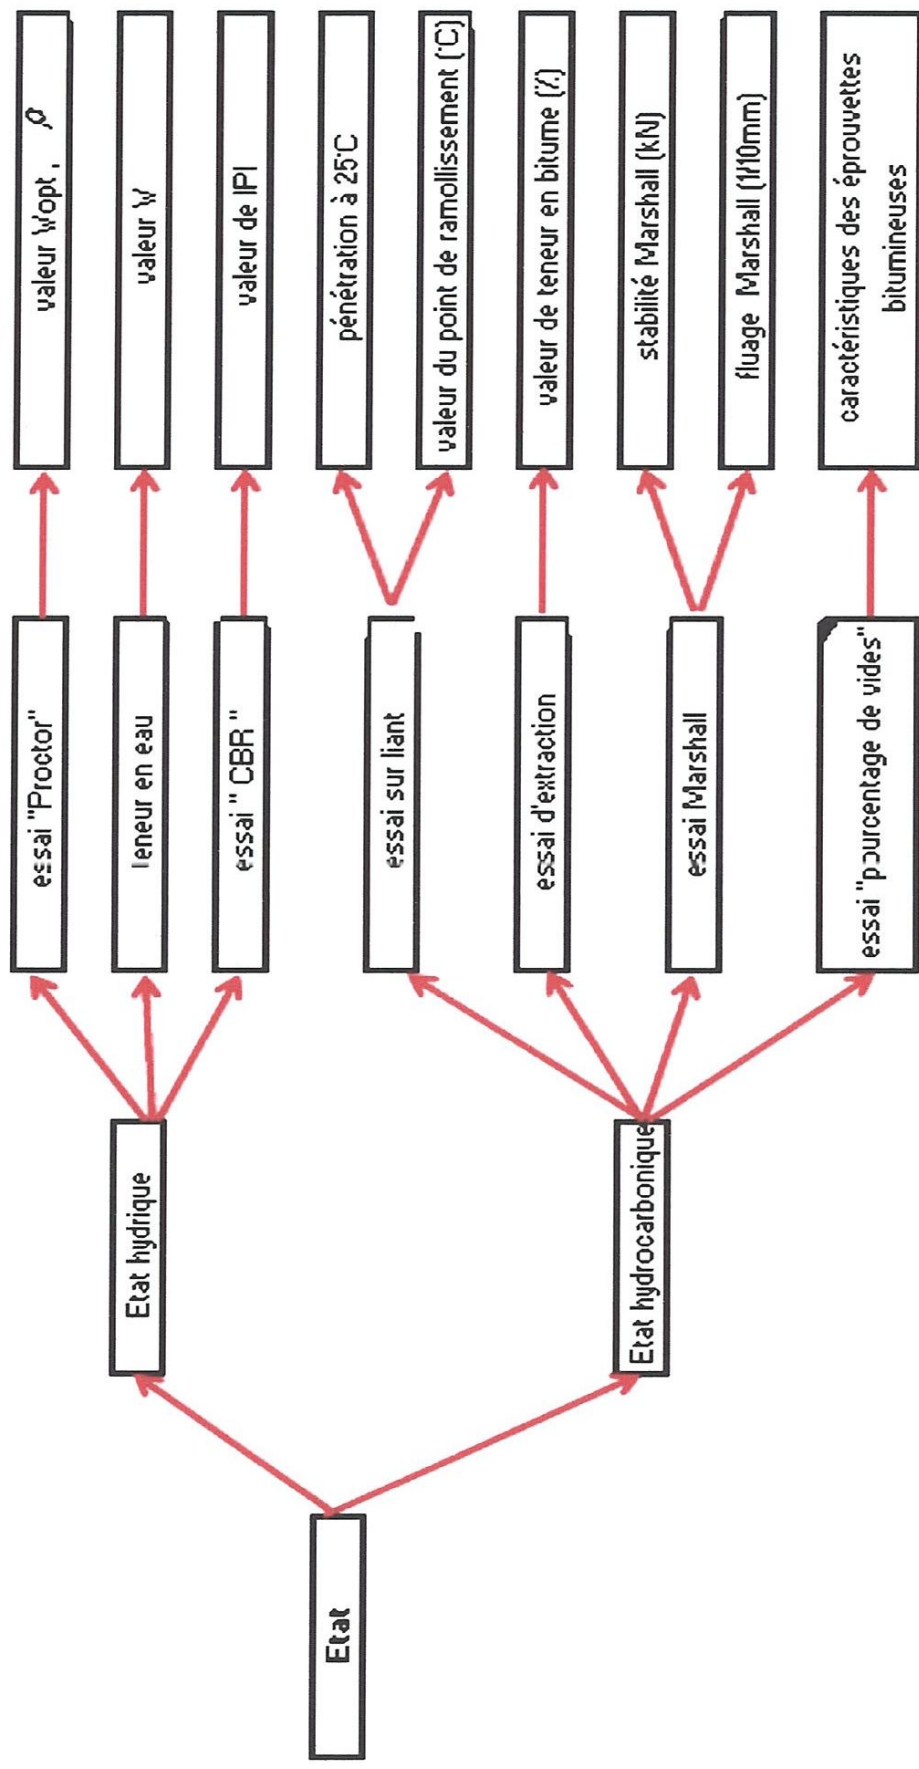 Etat
Etat hydrique
Etat hydrocarbonique
essai "Proctor"
teneur en eau
essai " CBR "
essai sur liant
essai d'extraction
essai Marshall
essai "pourcentage de vides"
valeur Wopt, ρ
valeur W
valeur de IPI
pénétration à 25°C
valeur du point de ramollissement (°C)
valeur de teneur en bitume (%)
stabilité Marshall (kN)
fluage Marshall (1/10mm)
caractéristiques des éprouvettes
bitumineuses